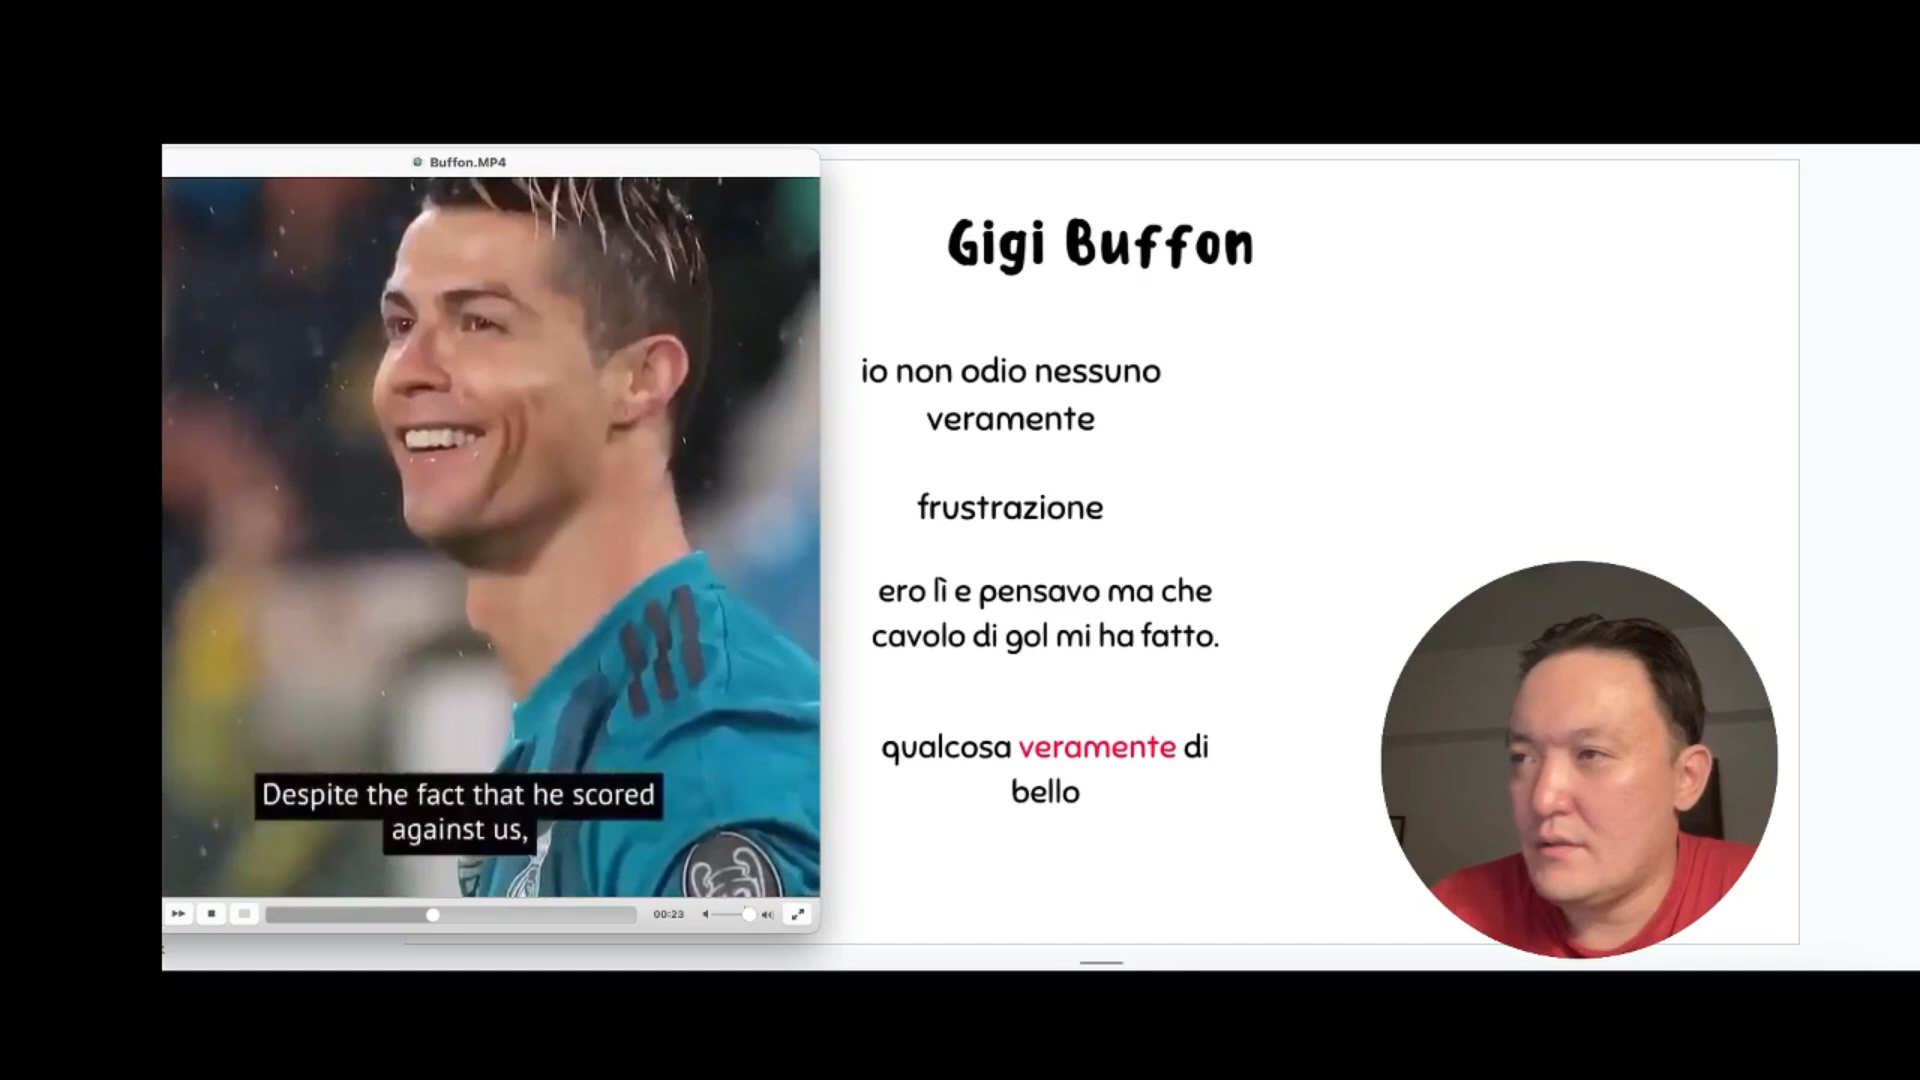 Buffon.MP4
Despite the fact that he scored
against us,
00:23
Gigi Buffon
io non odio nessuno
veramente
frustrazione
ero lì e pensavo ma che
cavolo di gol mi ha fatto.
qualcosa veramente di
bello